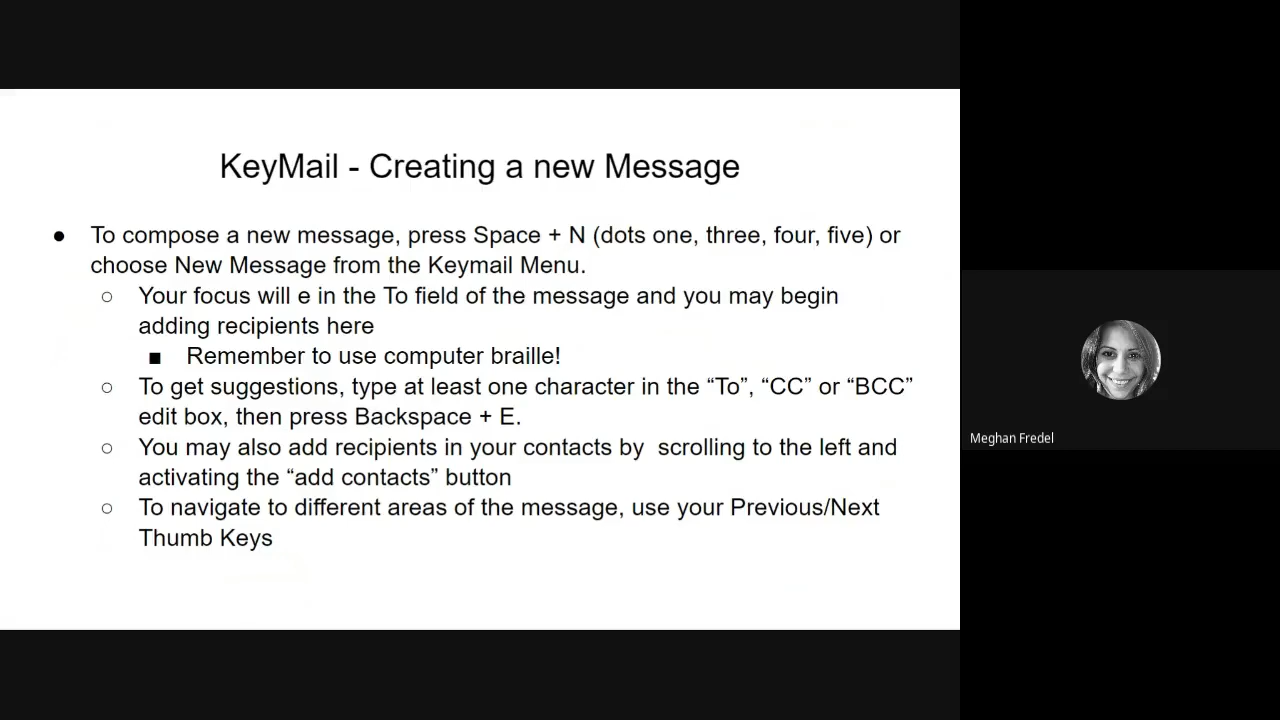 KeyMail - Creating a new Message
● To compose a new message, press Space + N (dots one, three, four, five) or
choose New Message from the Keymail Menu.
○ Your focus will e in the To field of the message and you may begin
adding recipients here
■ Remember to use computer braille!
○ To get suggestions, type at least one character in the “To”, “CC” or “BCC”
edit box, then press Backspace + E.
○ You may also add recipients in your contacts by  scrolling to the left and
activating the “add contacts” button
○ To navigate to different areas of the message, use your Previous/Next
Thumb Keys
Meghan Fredel